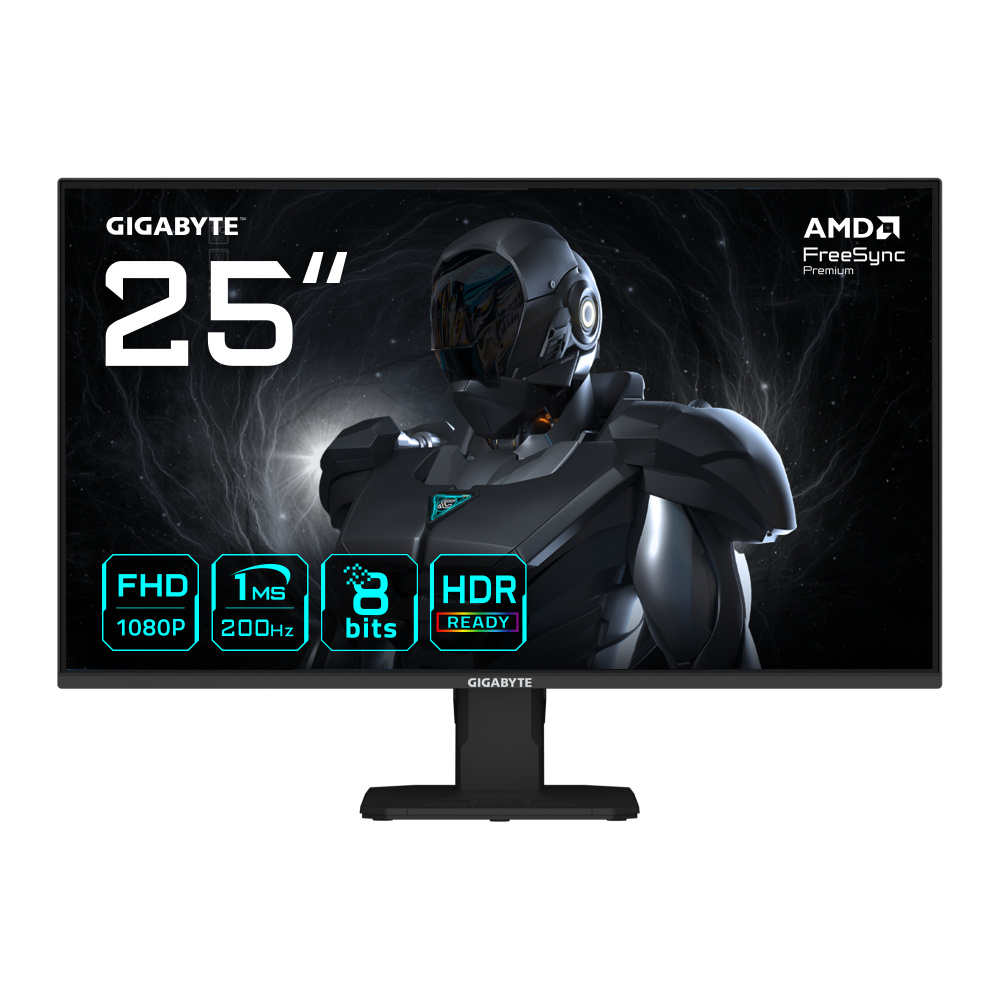 GIGABYTE™
25"
AMD
FreeSync
Premium
FHD
1080P
1MS
200Hz
8
bits
HDR
READY
GIGABYTE